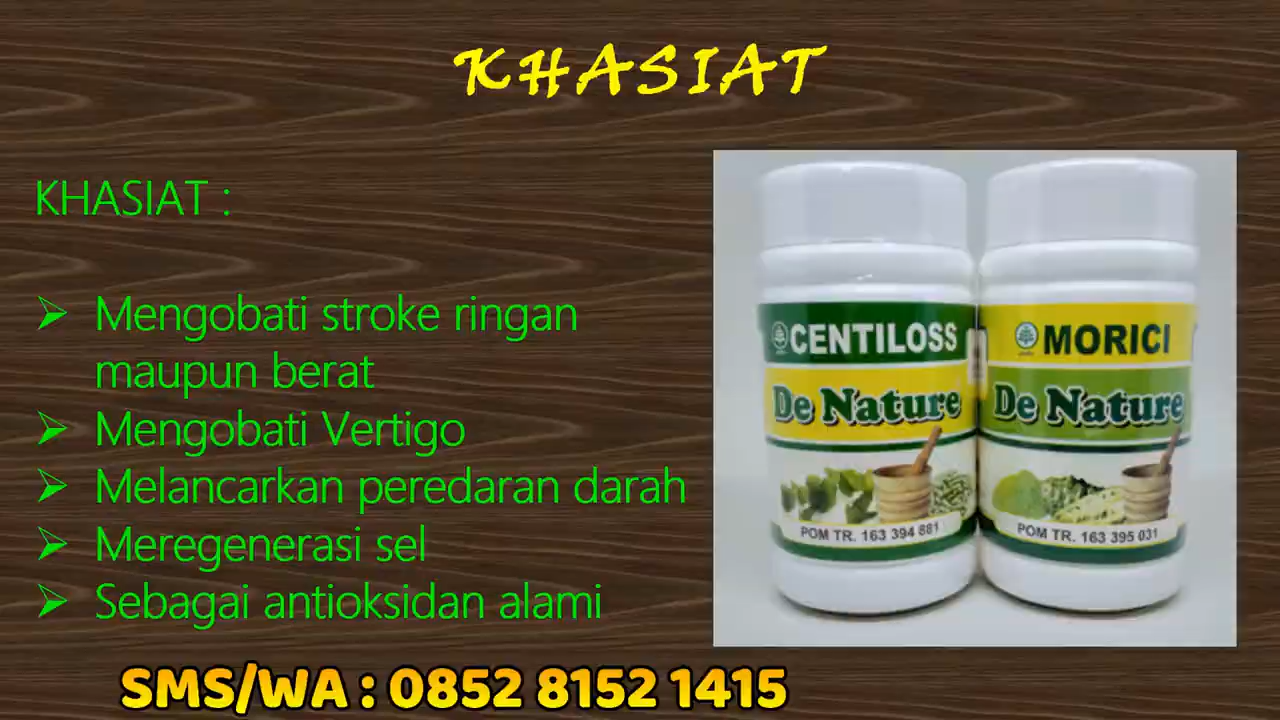 KHASIAT
KHASIAT :
Mengobati stroke ringan
maupun berat
Mengobati Vertigo
Melancarkan peredaran darah
Meregenerasi sel
Sebagai antioksidan alami
CENTILOSS
De Nature
POM TR. 163 394 881
MORICI
De Nature
POM TR. 163 395 031
SMS/WA : 0852 8152 1415